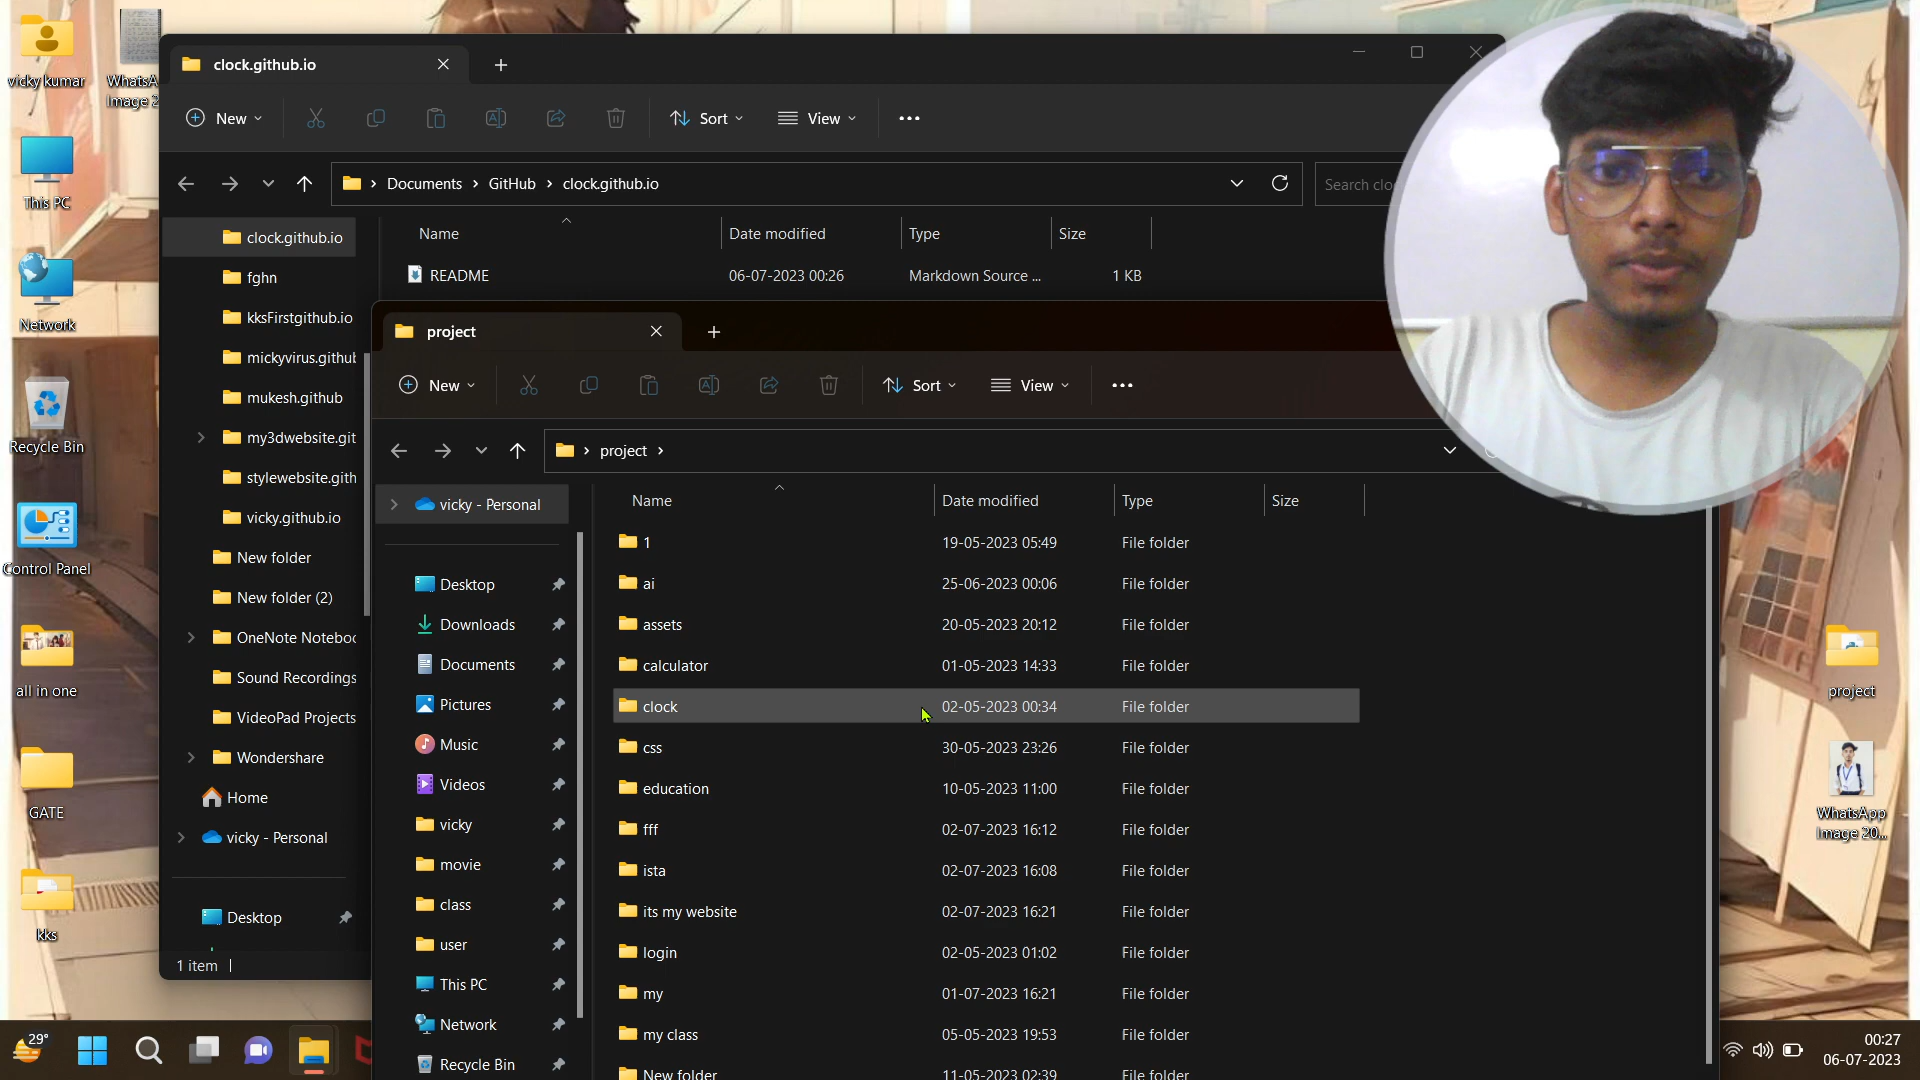 vicky kumar
WhatsA
Image 2
This PC
Network
Recycle Bin
Control Panel
all in one
GATE
kks
clock.github.io
New
Sort
View
Documents
GitHub
clock.github.io
Search clo
Name
Date modified
Type
Size
README
06-07-2023 00:26
Markdown Source ...
1 KB
clock.github.io
fghn
kksFirstgithub.io
mickyvirus.githu
mukesh.github
my3dwebsite.git
stylewebsite.gith
vicky.github.io
New folder
New folder (2)
OneNote Noteboo
Sound Recordings
VideoPad Projects
Wondershare
Home
vicky - Personal
Desktop
1 item
project
New
Sort
View
project
vicky - Personal
Desktop
Downloads
Documents
Pictures
Music
Videos
vicky
movie
class
user
This PC
Network
Recycle Bin
Name
Date modified
Type
Size
1 19-05-2023 05:49 File folder
ai 25-06-2023 00:06 File folder
assets 20-05-2023 20:12 File folder
calculator 01-05-2023 14:33 File folder
clock 02-05-2023 00:34 File folder
css 30-05-2023 23:26 File folder
education 10-05-2023 11:00 File folder
fff 02-07-2023 16:12 File folder
ista 02-07-2023 16:08 File folder
its my website 02-07-2023 16:21 File folder
login 02-05-2023 01:02 File folder
my 01-07-2023 16:21 File folder
my class 05-05-2023 19:53 File folder
New folder 11-05-2023 02:39 File folder
project
WhatsApp
Image 20...
29°
00:27
06-07-2023